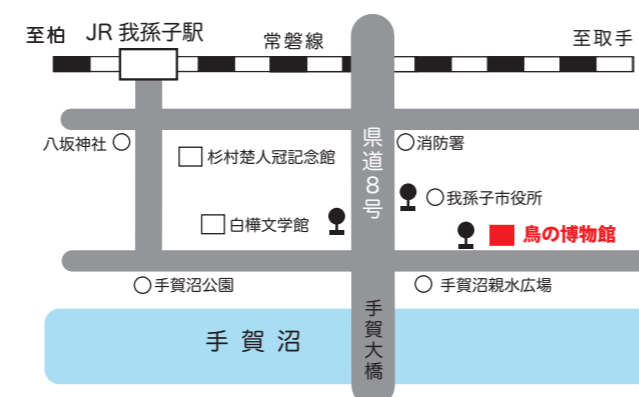 至柏
JR 我孫子駅
常磐線
至取手
八坂神社
杉村楚人冠記念館
県道8号
消防署
我孫子市役所
白樺文学館
鳥の博物館
手賀沼公園
手賀沼親水広場
手賀沼
手賀大橋